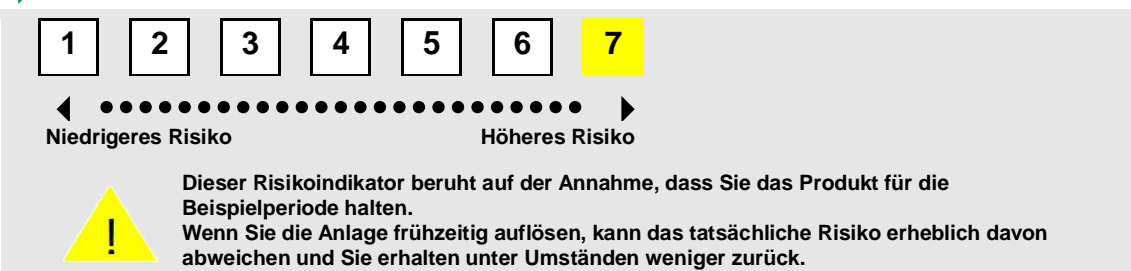 1 2 3 4 5 6 7
Niedrigeres Risiko Höheres Risiko
Dieser Risikoindikator beruht auf der Annahme, dass Sie das Produkt für die
Beispielperiode halten.
! Wenn Sie die Anlage frühzeitig auflösen, kann das tatsächliche Risiko erheblich davon
abweichen und Sie erhalten unter Umständen weniger zurück.